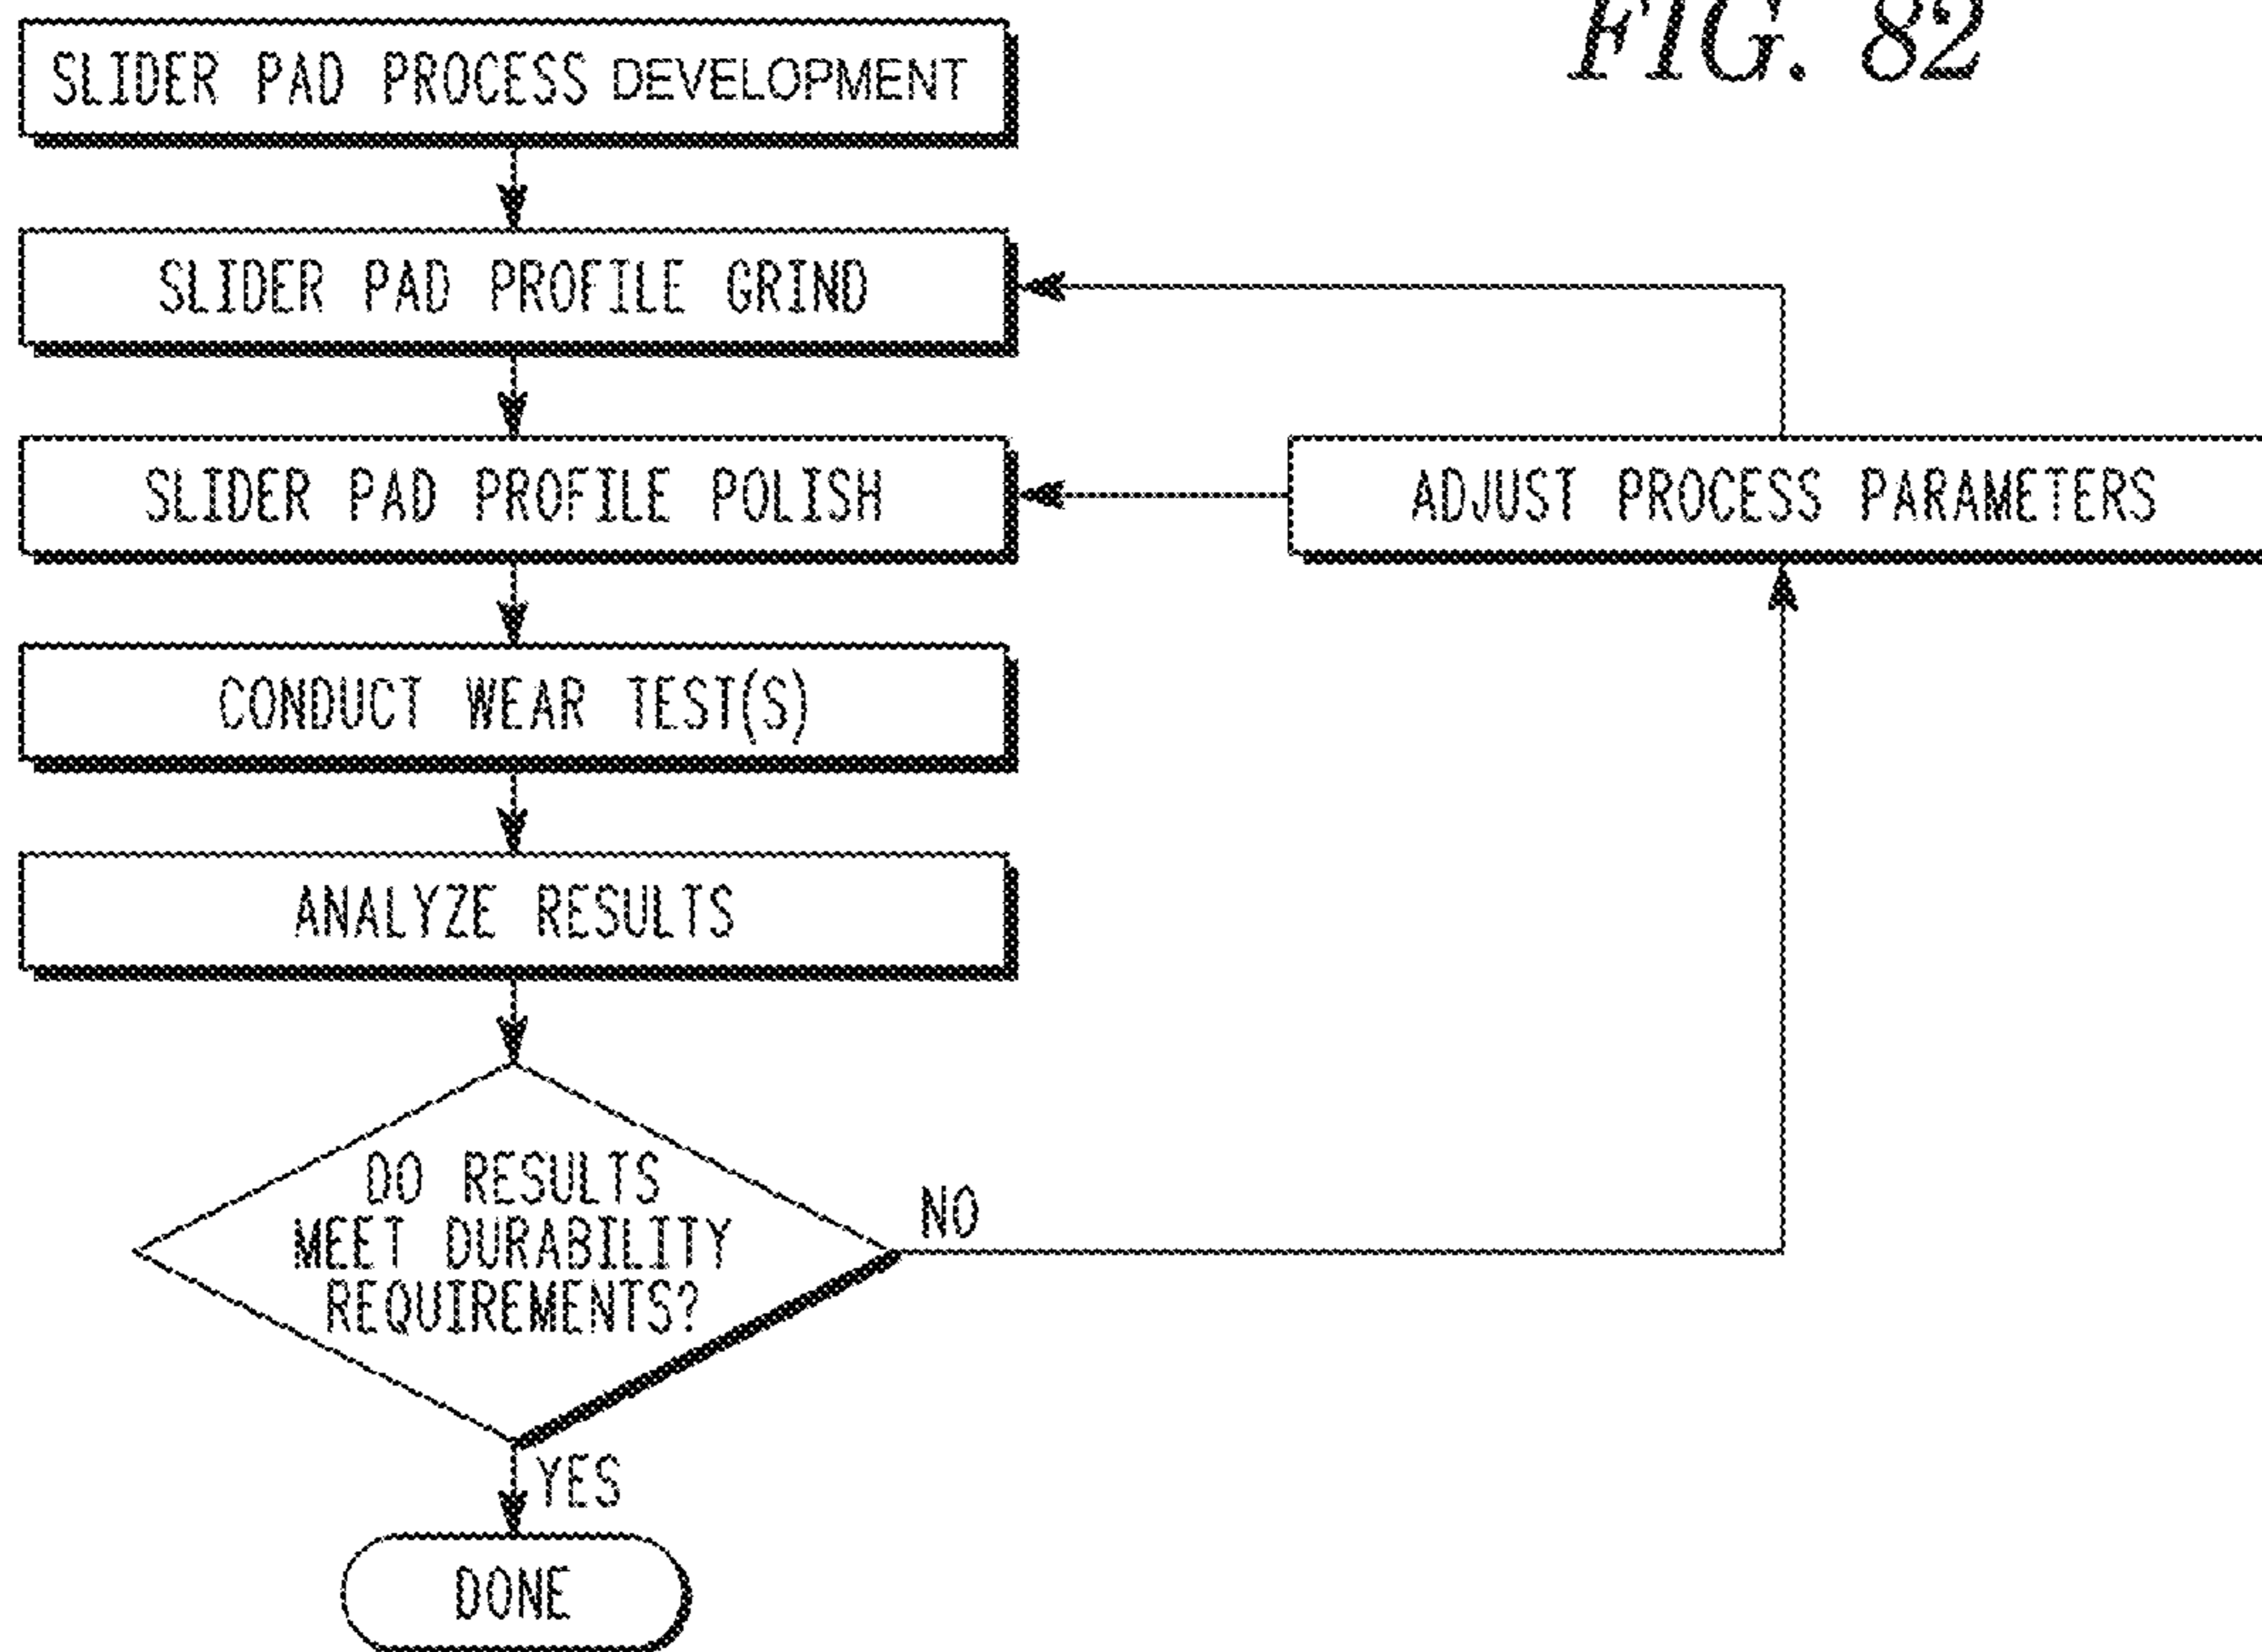 FIG. 82
SLIDER PAD PROCESS DEVELOPMENT
SLIDER PAD PROFILE GRIND
SLIDER PAD PROFILE POLISH
ADJUST PROCESS PARAMETERS
CONDUCT WEAR TEST(S)
ANALYZE RESULTS
DO RESULTS
MEET DURABILITY
REQUIREMENTS?
NO
YES
DONE